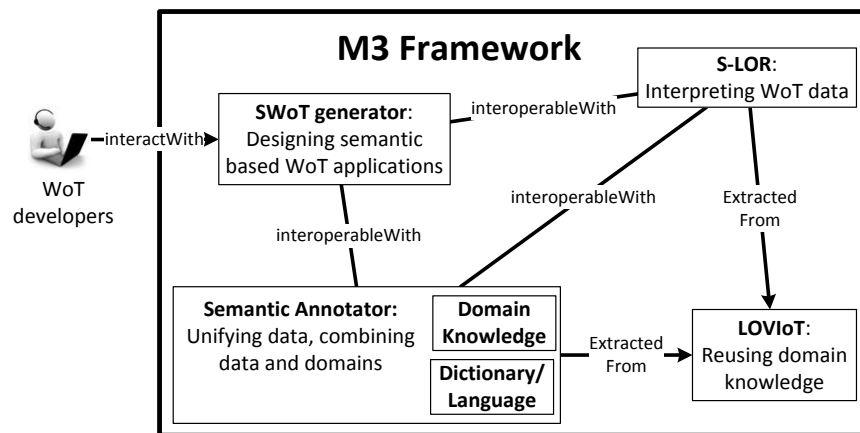 M3 Framework
S-LOR:
Interpreting WoT data
SWoT generator:
Designing semantic
based WoT applications
interoperableWith
interactWith
WoT
developers
interoperableWith
interoperableWith
Extracted
From
Semantic Annotator:
Unifying data, combining
data and domains
Domain
Knowledge
Dictionary/
Language
Extracted
From
LOVIoT:
Reusing domain
knowledge